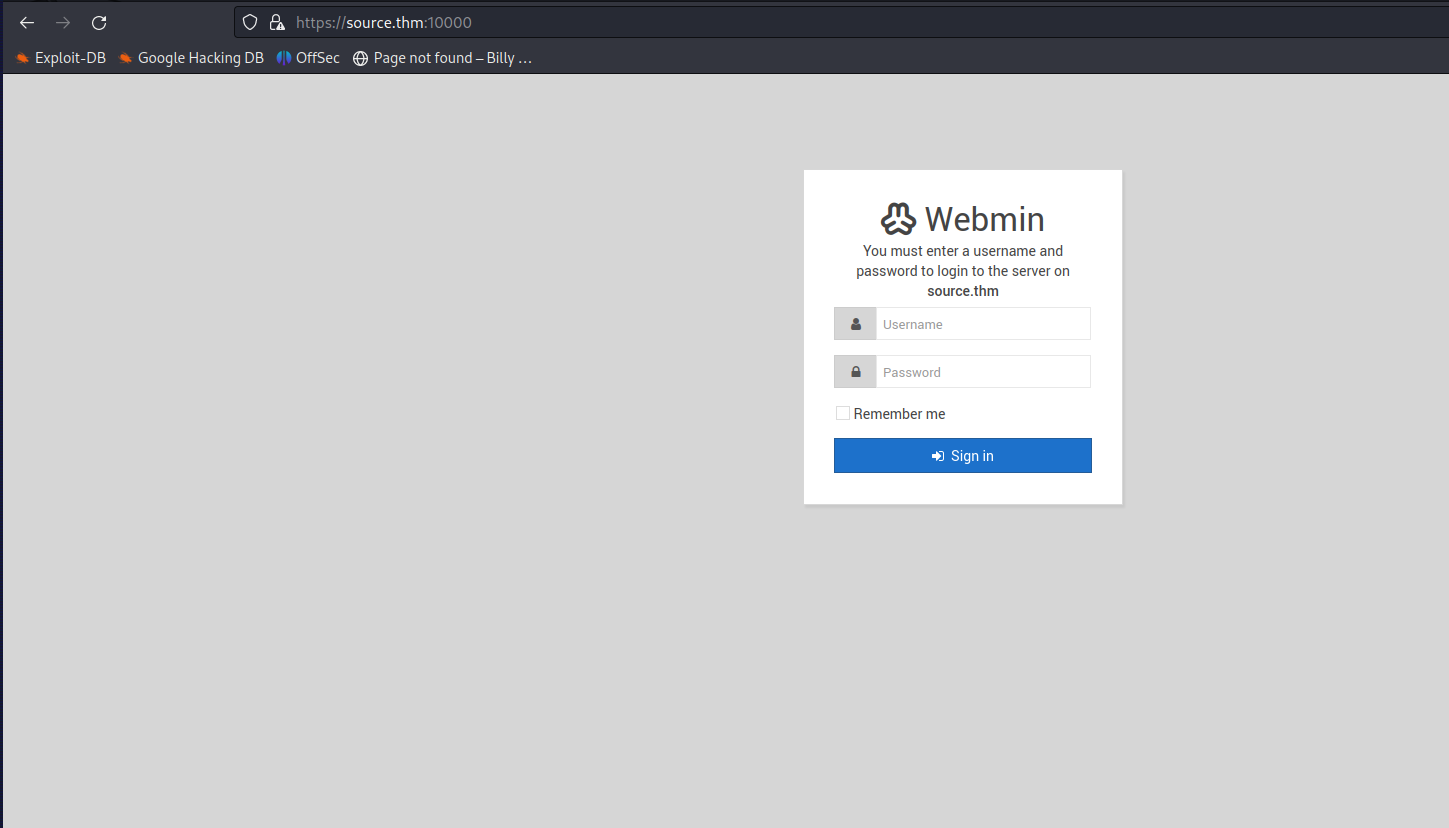 https://source.thm:10000
Exploit-DB Google Hacking DB OffSec Page not found – Billy …
Webmin
You must enter a username and
password to login to the server on
source.thm
Username
Password
Remember me
Sign in